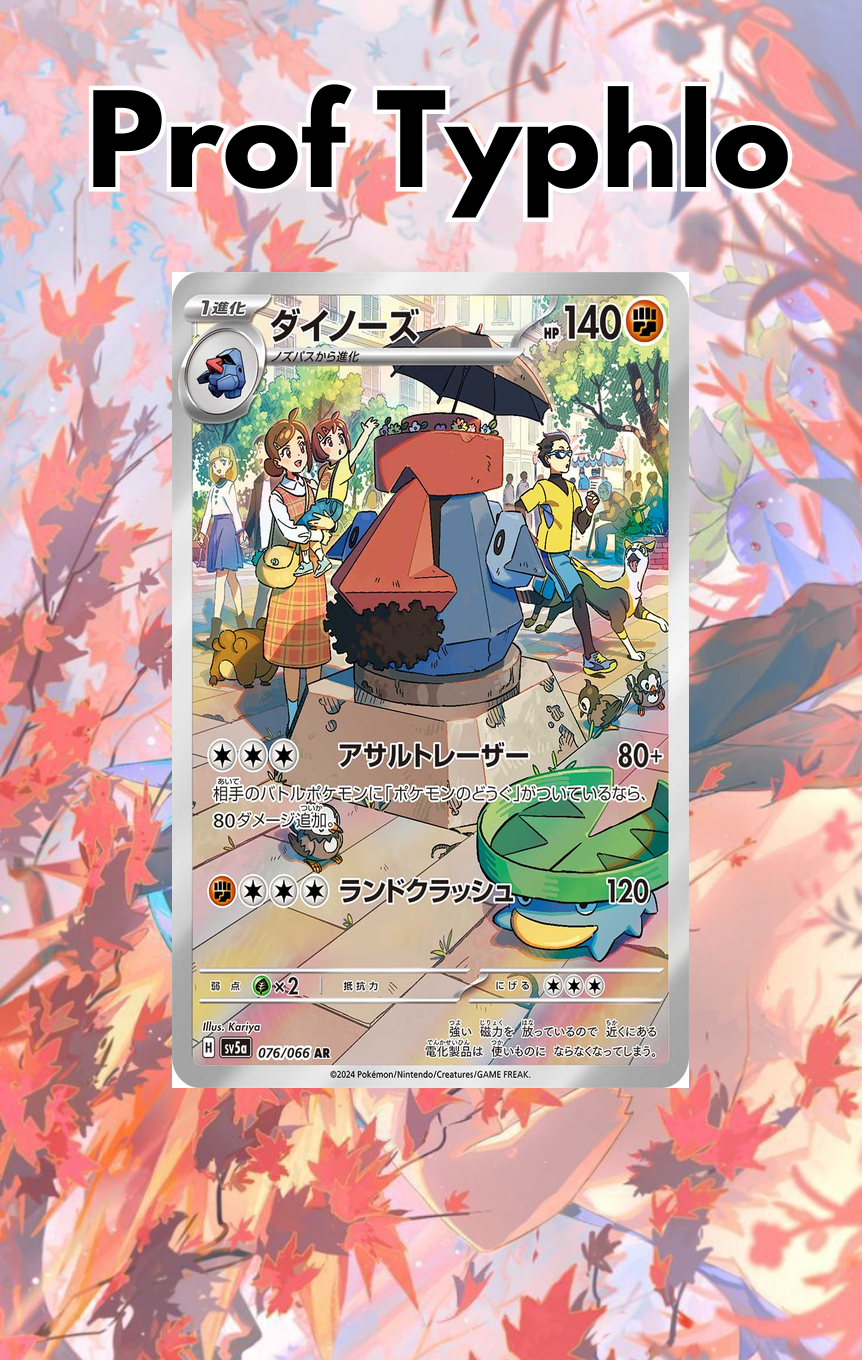 Prof Typhlo
1進化
ダイノーズ
HP 140
ノズパスから進化
アサルトレーザー 80+
相手のバトルポケモンに「ポケモンのどうぐ」がついているなら、
80ダメージ追加。
ランドクラッシュ 120
弱点 ×2 抵抗力 にげる
Illus. Kariya
強い 磁力を 放っているので 近くにある
電化製品は 使いものに ならなくなってしまう。
H sv5a 076/066 AR
©2024 Pokémon/Nintendo/Creatures/GAME FREAK.